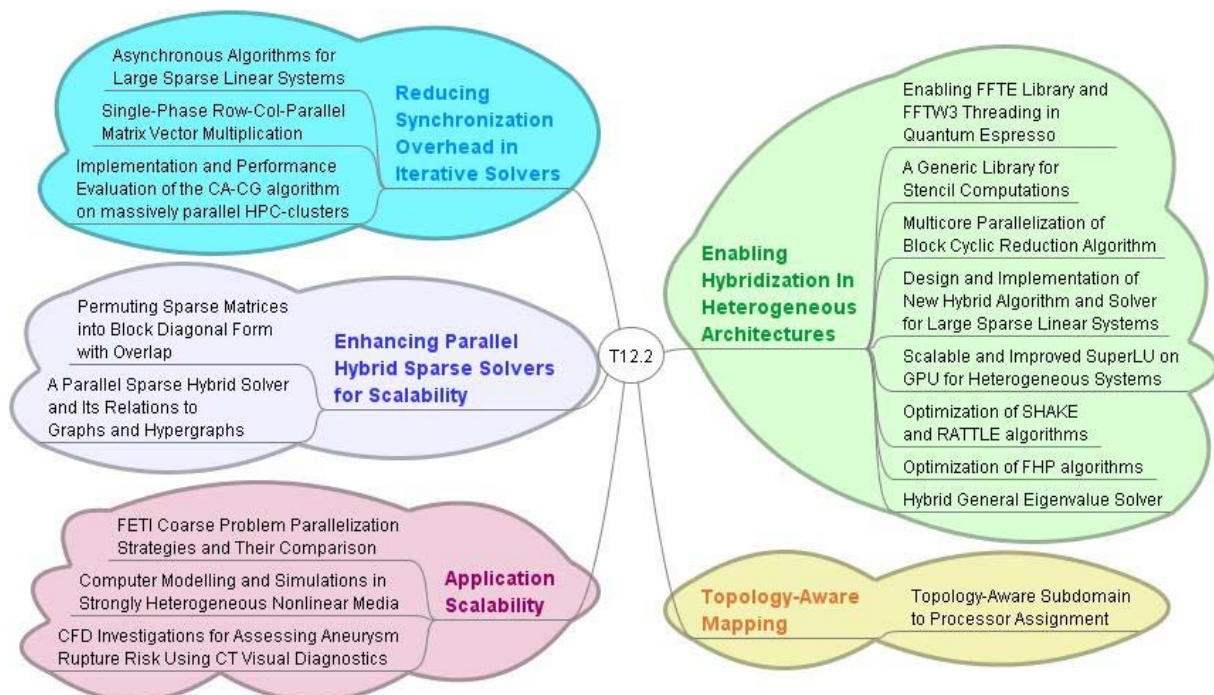 Asynchronous Algorithms for
Large Sparse Linear Systems
Single-Phase Row-Col-Parallel
Matrix Vector Multiplication
Implementation and Performance
Evaluation of the CA-CG algorithm
on massively parallel HPC-clusters
Reducing
Synchronization
Overhead in
Iterative Solvers
Permuting Sparse Matrices
into Block Diagonal Form
with Overlap
A Parallel Sparse Hybrid Solver
and Its Relations to
Graphs and Hypergraphs
Enhancing Parallel
Hybrid Sparse Solvers
for Scalability
FETI Coarse Problem Parallelization
Strategies and Their Comparison
Computer Modelling and Simulations in
Strongly Heterogeneous Nonlinear Media
CFD Investigations for Assessing Aneurysm
Rupture Risk Using CT Visual Diagnostics
Application
Scalability
T12.2
Enabling
Hybridization In
Heterogeneous
Architectures
Enabling FFTE Library and
FFTW3 Threading in
Quantum Espresso
A Generic Library for
Stencil Computations
Multicore Parallelization of
Block Cyclic Reduction Algorithm
Design and Implementation of
New Hybrid Algorithm and Solver
for Large Sparse Linear Systems
Scalable and Improved SuperLU on
GPU for Heterogeneous Systems
Optimization of SHAKE
and RATTLE algorithms
Optimization of FHP algorithms
Hybrid General Eigenvalue Solver
Topology-Aware
Mapping
Topology-Aware Subdomain
to Processor Assignment